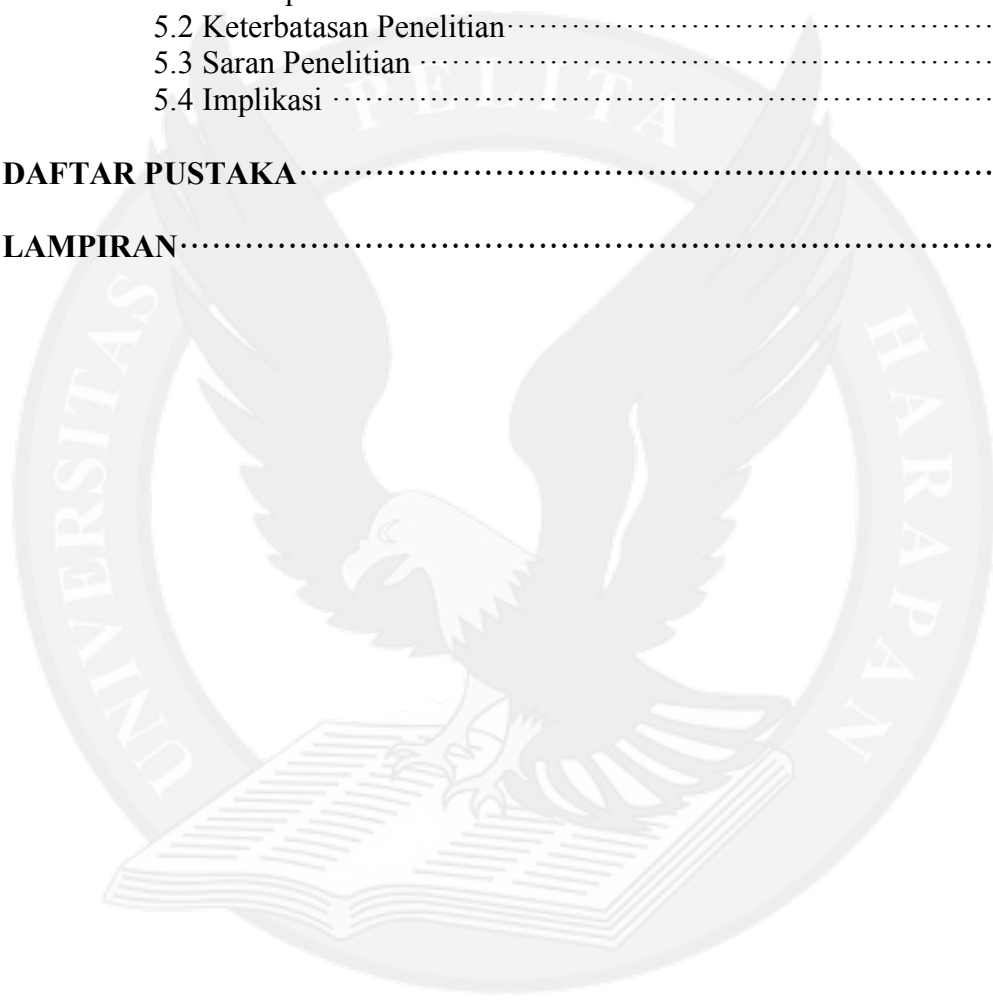 5.2 Keterbatasan Penelitian
5.3 Saran Penelitian
5.4 Implikasi
DAFTAR PUSTAKA
LAMPIRAN
UNIVERSITAS PELITA HARAPAN